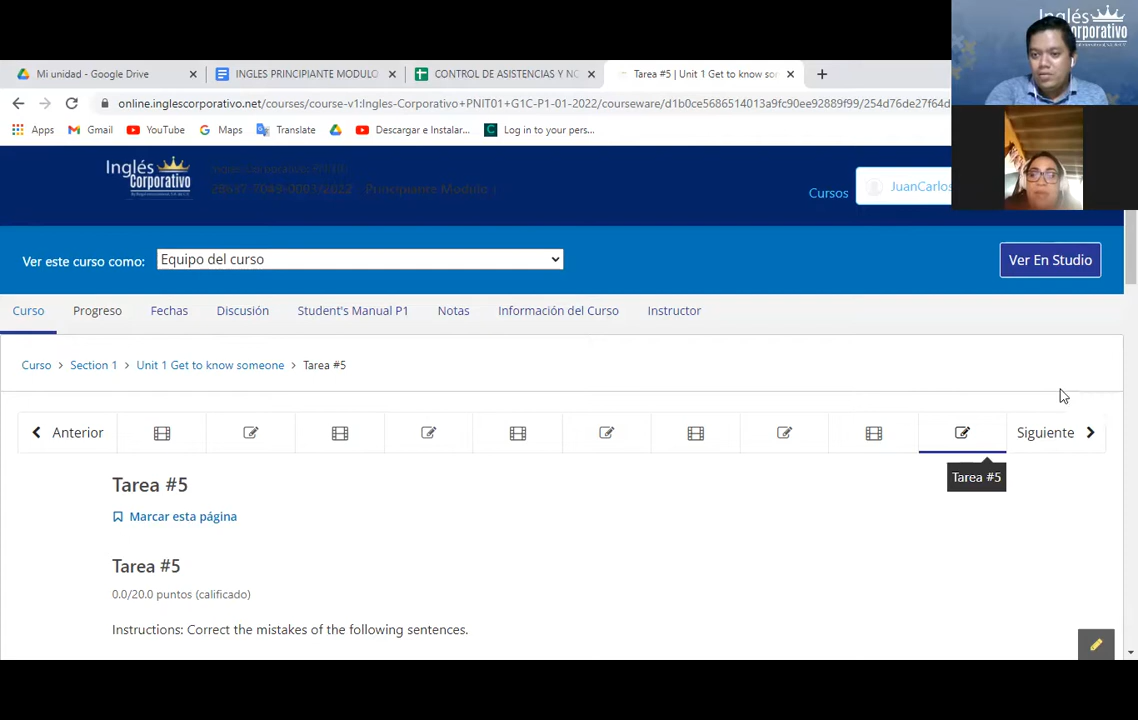 Mi unidad - Google Drive
INGLES PRINCIPIANTE MODULO
CONTROL DE ASISTENCIAS Y NO
Tarea #5 | Unit 1 Get to know som
online.inglescorporativo.net/courses/course-v1:Ingles-Corporativo+PNIT01+G1C-P1-01-2022/courseware/d1b0ce5686514013a9fc90ee92889f99/254d76de27f64d
Apps
Gmail
YouTube
Maps
Translate
Descargar e Instalar...
Log in to your pers...
Inglés
Corporativo
Inglés
Corporativo
Principiante Modulo
Cursos
JuanCarlos
Ver este curso como:
Equipo del curso
Ver En Studio
Curso
Progreso
Fechas
Discusión
Student's Manual P1
Notas
Información del Curso
Instructor
Curso > Section 1 > Unit 1 Get to know someone > Tarea #5
Anterior
Siguiente
Tarea #5
Tarea #5
Marcar esta página
Tarea #5
0.0/20.0 puntos (calificado)
Instructions: Correct the mistakes of the following sentences.